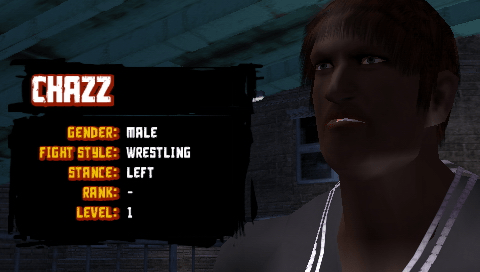 CHAZZ
GENDER: MALE
FIGHT STYLE: WRESTLING
STANCE: LEFT
RANK: -
LEVEL: 1